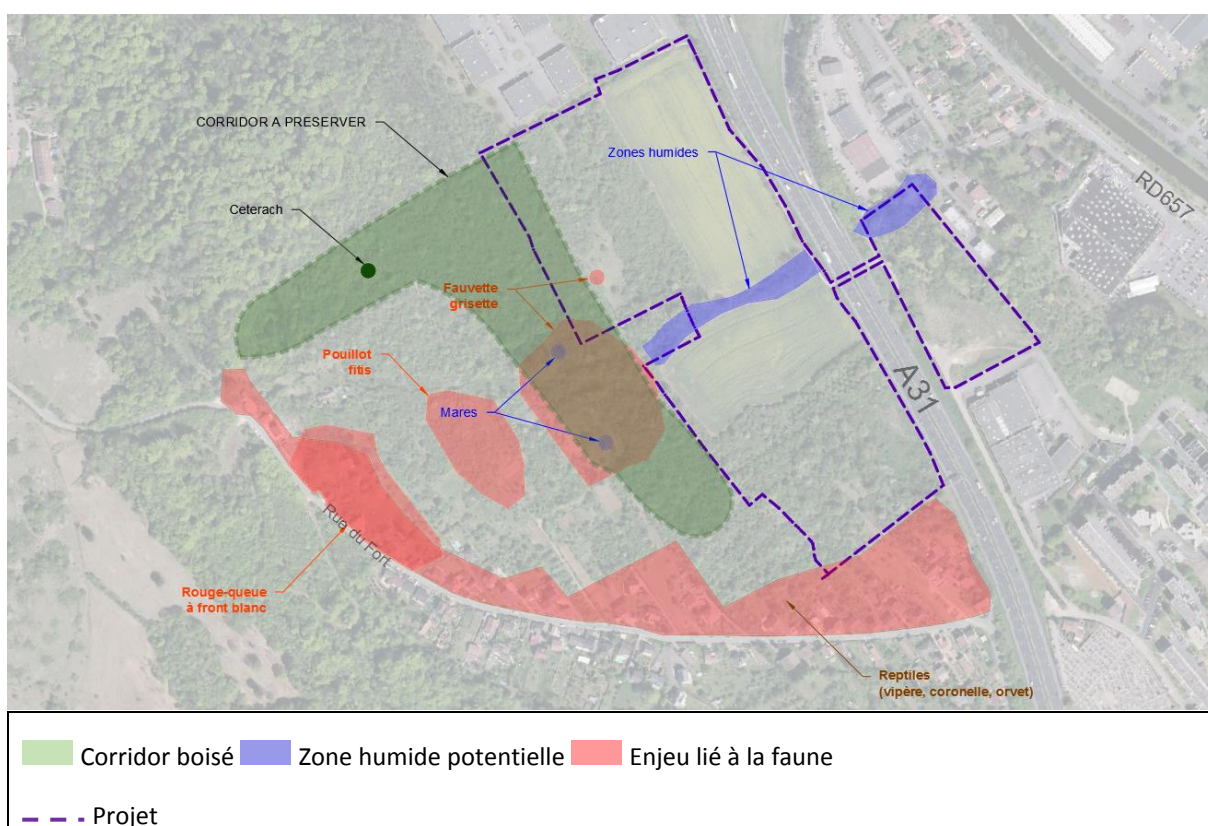 CORRIDOR A PRESERVER
Zones humides
RD657
Ceterach
Fauvette
grisette
Pouillot
fitis
Mares
A31
Rue du Fort
Rouge-queue
à front blanc
Reptiles
(vipère, coronelle, orvet)
Corridor boisé
Zone humide potentielle
Enjeu lié à la faune
Projet